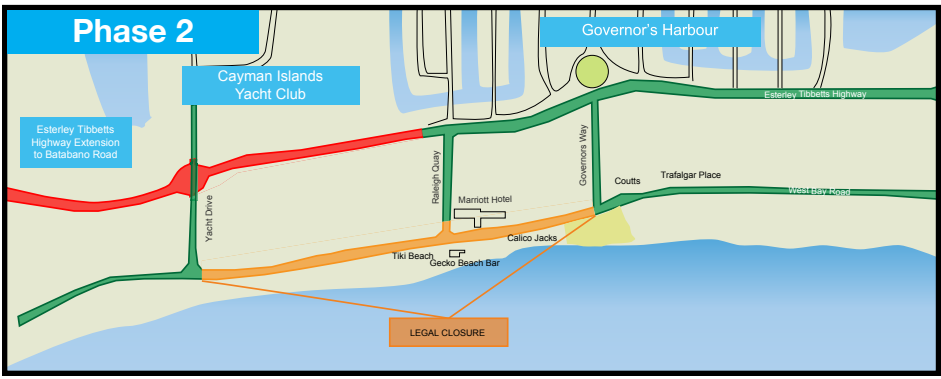 Phase 2
Governor's Harbour
Cayman Islands
Yacht Club
Esterley Tibbetts Highway
Esterley Tibbetts
Highway Extension
to Batabano Road
Raleigh Quay
Governors Way
Coutts
Trafalgar Place
West Bay Road
Yacht Drive
Marriott Hotel
Calico Jacks
Tiki Beach
Gecko Beach Bar
LEGAL CLOSURE